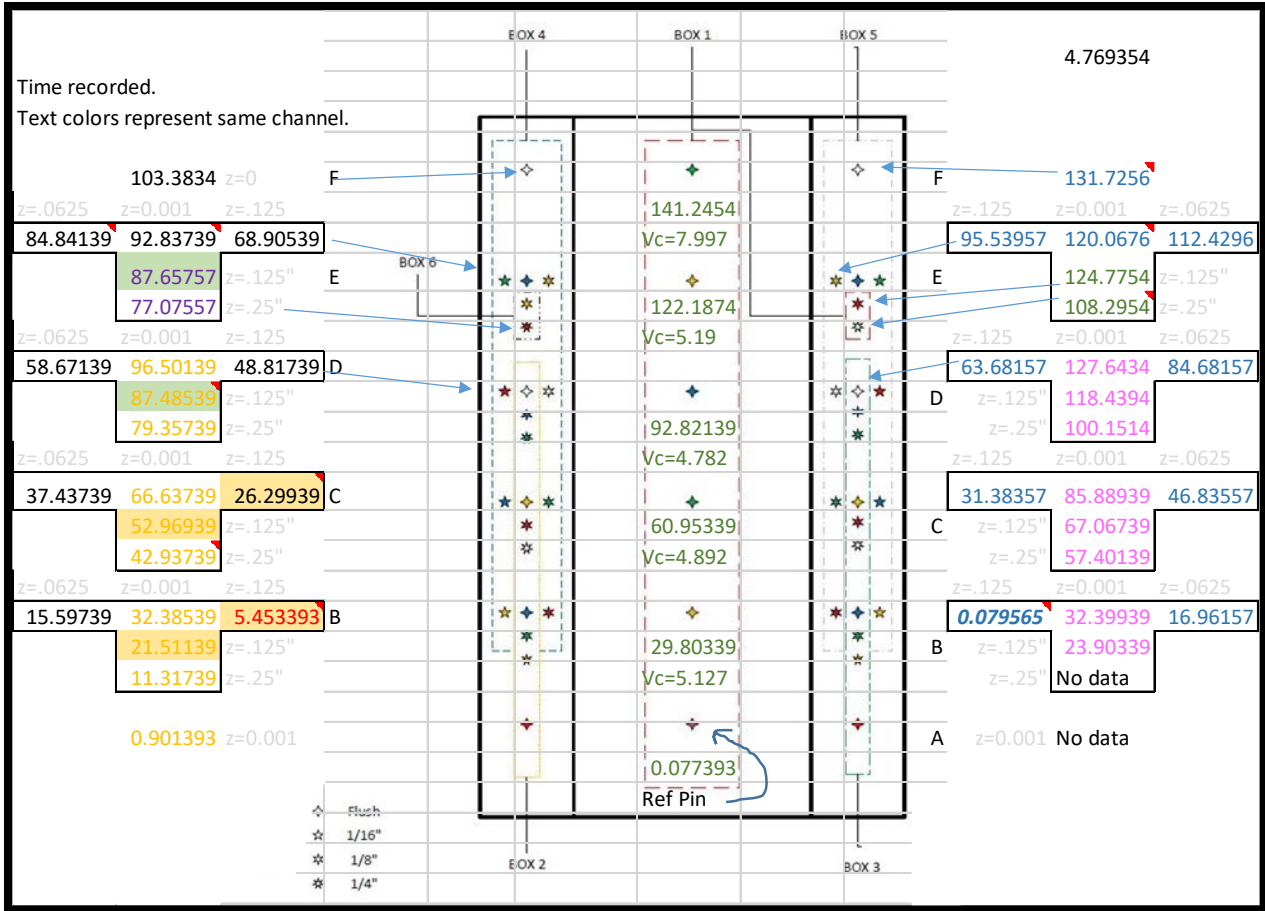 BOX 4 BOX 1 BOX 5
4.769354
Time recorded.
Text colors represent same channel.
103.3834 z=0 F F 131.7256
z=.0625 z=0.001 z=.125 141.2454 z=.125 z=0.001 z=.0625
84.84139 92.83739 68.90539 Vc=7.997 95.53957 120.0676 112.4296
BOX 6
87.65757 z=.125" E E 124.7754 z=.125"
77.07557 z=.25" 122.1874 108.2954 z=.25"
z=.0625 z=0.001 z=.125 Vc=5.19 z=.125 z=0.001 z=.0625
58.67139 96.50139 48.81739 D 63.68157 127.6434 84.68157
87.48539 z=.125" D z=.125" 118.4394
79.35739 z=.25" 92.82139 z=.25" 100.1514
z=.0625 z=0.001 z=.125 Vc=4.782 z=.125 z=0.001 z=.0625
37.43739 66.63739 26.29939 C 31.38357 85.88939 46.83557
52.96939 z=.125" 60.95339 C z=.125" 67.06739
42.93739 z=.25" Vc=4.892 z=.25" 57.40139
z=.0625 z=0.001 z=.125 z=.125 z=0.001 z=.0625
15.59739 32.38539 5.453393 B 0.079565 32.39939 16.96157
21.51139 z=.125" 29.80339 B z=.125" 23.90339
11.31739 z=.25" Vc=5.127 z=.25" No data
0.901393 z=0.001 A z=0.001 No data
0.077393
Ref Pin
Flush
1/16"
1/8" BOX 2 BOX 3
1/4"